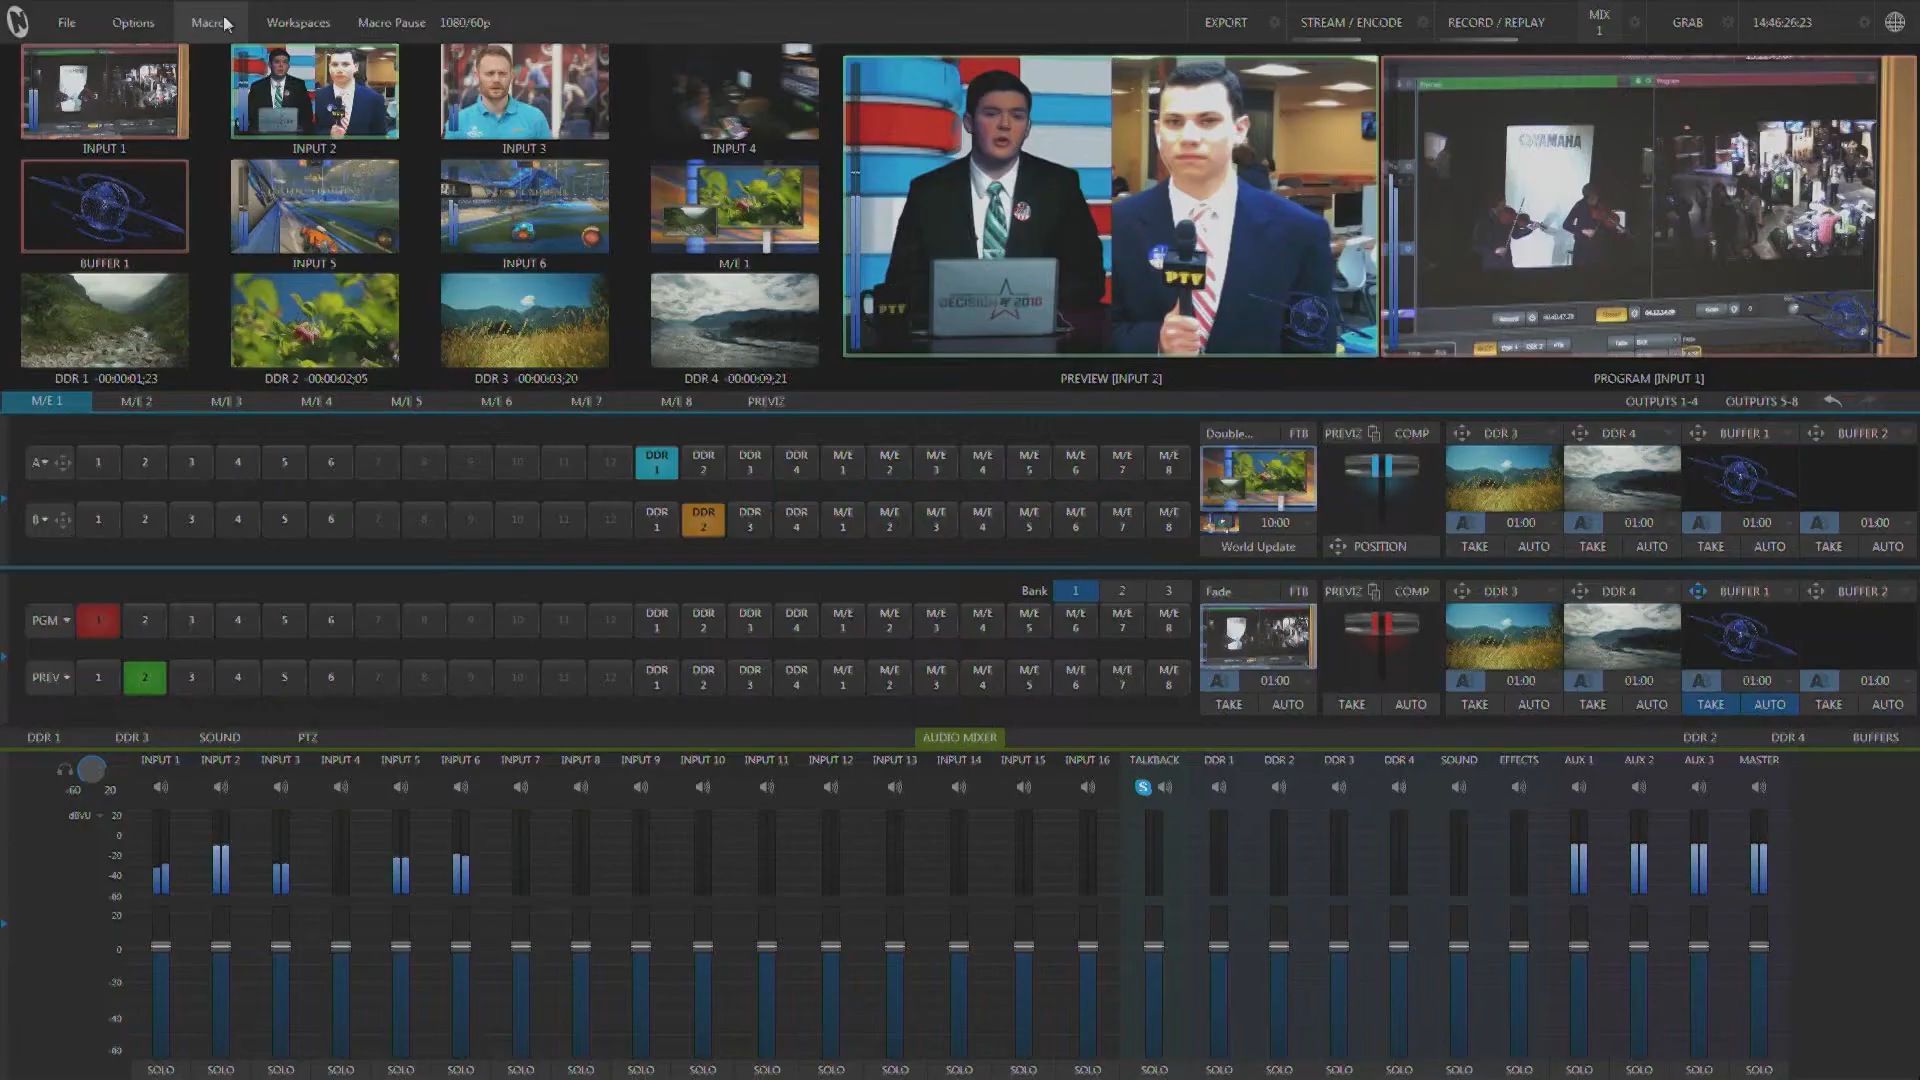 File Options Macro Workspaces Macro Pause 1080/60p EXPORT STREAM / ENCODE RECORD / REPLAY MIX 1 GRAB 14:46:26:23
INPUT 1 INPUT 2 INPUT 3 INPUT 4
BUFFER 1 INPUT 5 INPUT 6 M/E 1
YAMAHA
DECISION 2016
PTV
PTV
DDR 1 -00:00:01;23 DDR 2 -00:00:02;05 DDR 3 -00:00:03;20 DDR 4 -00:00:09;21 PREVIEW [INPUT 2] PROGRAM [INPUT 1]
M/E 1 M/E 2 M/E 3 M/E 4 M/E 5 M/E 6 M/E 7 M/E 8 PREVIZ OUTPUTS 1-4 OUTPUTS 5-8
Double... FTB PREVIZ COMP DDR 3 DDR 4 BUFFER 1 BUFFER 2
A 1 2 3 4 5 6 7 8 9 10 11 12 DDR 1 DDR 2 DDR 3 DDR 4 M/E 1 M/E 2 M/E 3 M/E 4 M/E 5 M/E 6 M/E 7 M/E 8
B 1 2 3 4 5 6 7 8 9 10 11 12 DDR 1 DDR 2 DDR 3 DDR 4 M/E 1 M/E 2 M/E 3 M/E 4 M/E 5 M/E 6 M/E 7 M/E 8
10:00 01:00 01:00 01:00 01:00
World Update POSITION TAKE AUTO TAKE AUTO TAKE AUTO TAKE AUTO
Bank 1 2 3 Fade FTB PREVIZ COMP DDR 3 DDR 4 BUFFER 1 BUFFER 2
PGM 1 2 3 4 5 6 7 8 9 10 11 12 DDR 1 DDR 2 DDR 3 DDR 4 M/E 1 M/E 2 M/E 3 M/E 4 M/E 5 M/E 6 M/E 7 M/E 8
PREV 1 2 3 4 5 6 7 8 9 10 11 12 DDR 1 DDR 2 DDR 3 DDR 4 M/E 1 M/E 2 M/E 3 M/E 4 M/E 5 M/E 6 M/E 7 M/E 8
01:00 01:00 01:00 01:00 01:00
TAKE AUTO TAKE AUTO TAKE AUTO TAKE AUTO TAKE AUTO TAKE AUTO
DDR 1 DDR 3 SOUND PTZ AUDIO MIXER DDR 2 DDR 4 BUFFERS
INPUT 1 INPUT 2 INPUT 3 INPUT 4 INPUT 5 INPUT 6 INPUT 7 INPUT 8 INPUT 9 INPUT 10 INPUT 11 INPUT 12 INPUT 13 INPUT 14 INPUT 15 INPUT 16 TALKBACK DDR 1 DDR 2 DDR 3 DDR 4 SOUND EFFECTS AUX 1 AUX 2 AUX 3 MASTER
-60 20
dBVU 20
0
-20
-40
-60
20
0
-20
-40
-60
SOLO SOLO SOLO SOLO SOLO SOLO SOLO SOLO SOLO SOLO SOLO SOLO SOLO SOLO SOLO SOLO SOLO SOLO SOLO SOLO SOLO SOLO SOLO SOLO SOLO SOLO SOLO